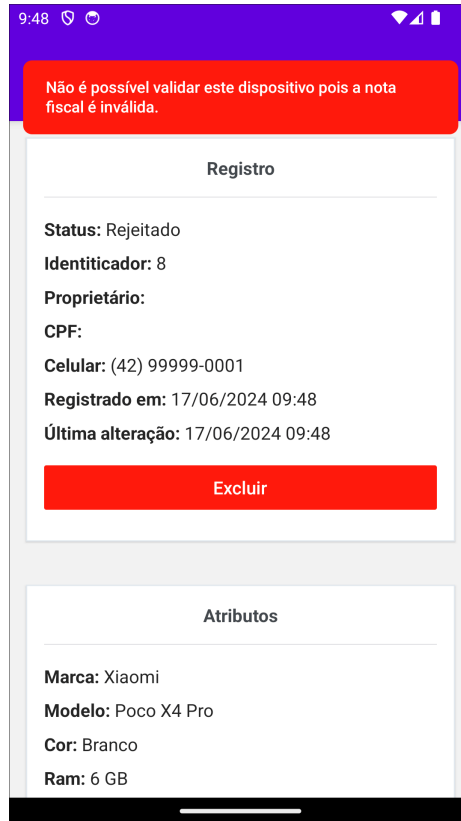 9:48
Não é possível validar este dispositivo pois a nota
fiscal é inválida.
Registro
Status: Rejeitado
Identiticador: 8
Proprietário:
CPF:
Celular: (42) 99999-0001
Registrado em: 17/06/2024 09:48
Última alteração: 17/06/2024 09:48
Excluir
Atributos
Marca: Xiaomi
Modelo: Poco X4 Pro
Cor: Branco
Ram: 6 GB